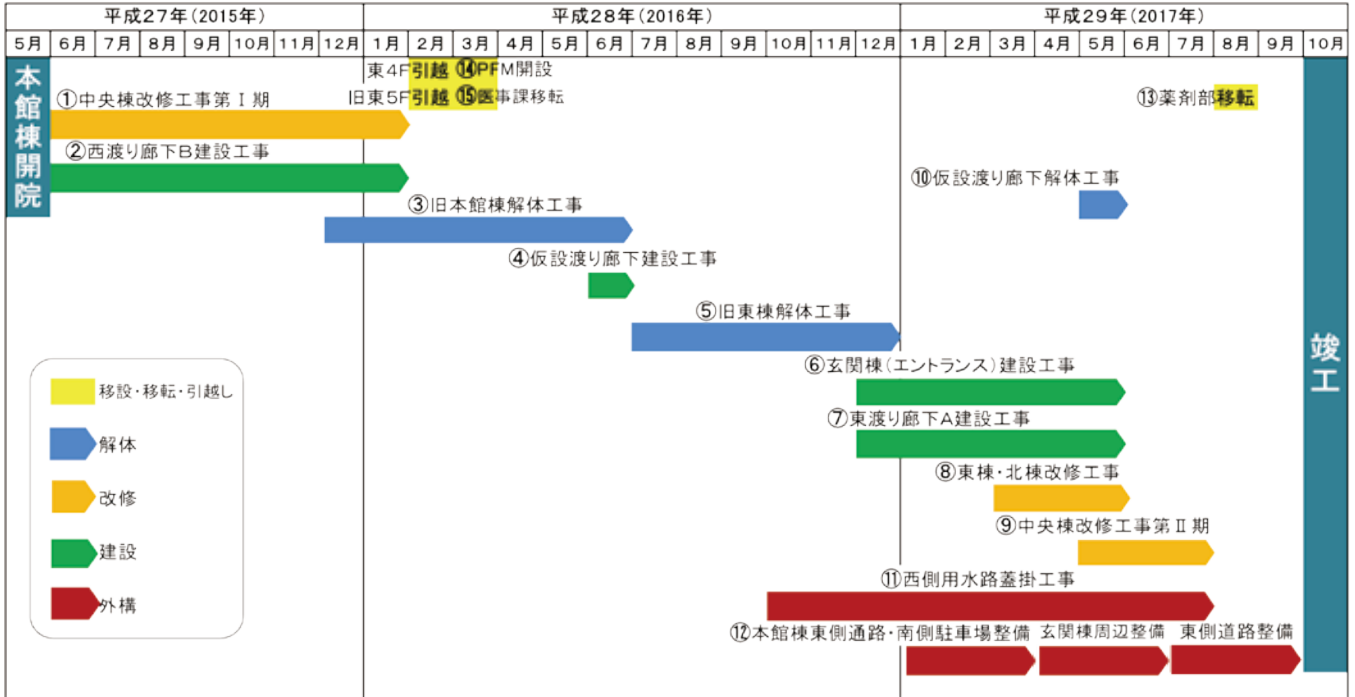 平成27年(2015年) 平成28年(2016年) 平成29年(2017年)
5月 6月 7月 8月 9月 10月 11月 12月 1月 2月 3月 4月 5月 6月 7月 8月 9月 10月 11月 12月 1月 2月 3月 4月 5月 6月 7月 8月 9月 10月
本館棟開院
東4F引越 ⑭PFM開設
旧東5F引越 ⑮医事課移転
⑬薬剤部移転
①中央棟改修工事第Ⅰ期
②西渡り廊下B建設工事
⑩仮設渡り廊下解体工事
③旧本館棟解体工事
④仮設渡り廊下建設工事
⑤旧東棟解体工事
⑥玄関棟(エントランス)建設工事
⑦東渡り廊下A建設工事
⑧東棟・北棟改修工事
⑨中央棟改修工事第Ⅱ期
⑪西側用水路蓋掛工事
⑫本館棟東側通路・南側駐車場整備 玄関棟周辺整備 東側道路整備
竣工
移設・移転・引越し
解体
改修
建設
外構